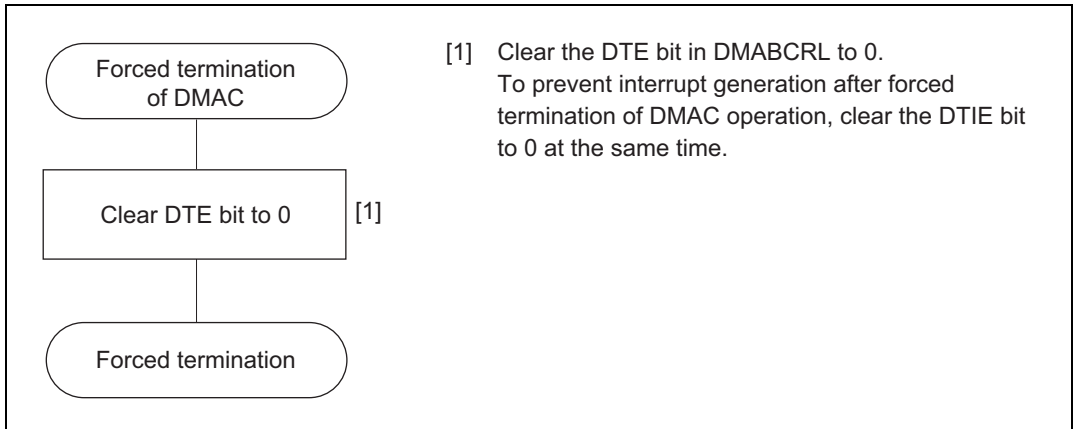 Forced termination
of DMAC
Clear DTE bit to 0
[1]
Forced termination
[1] Clear the DTE bit in DMABCRL to 0.
To prevent interrupt generation after forced
termination of DMAC operation, clear the DTIE bit
to 0 at the same time.